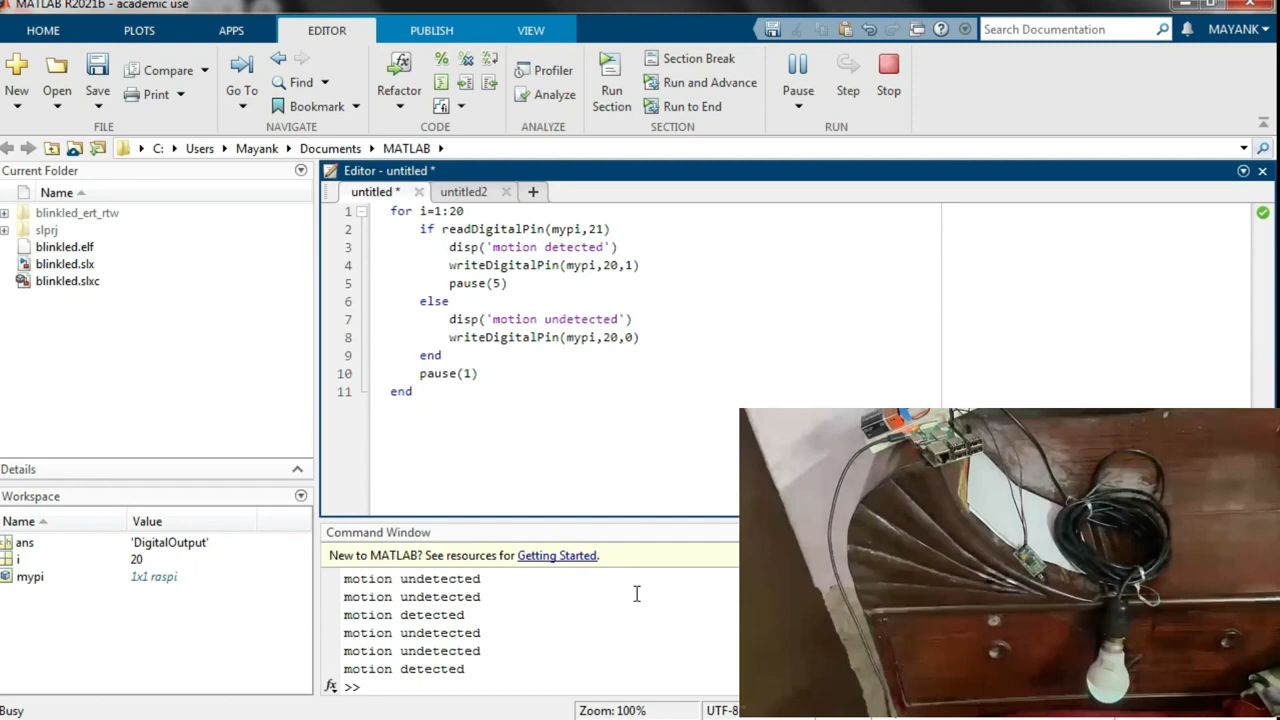 MATLAB R2021b - academic use
HOME PLOTS APPS EDITOR PUBLISH VIEW Search Documentation MAYANK
New Open Save Compare Print Go To Find Bookmark Refactor Profiler Analyze Run Section Section Break Run and Advance Run to End Pause Step Stop
FILE NAVIGATE CODE ANALYZE SECTION RUN
C: Users Mayank Documents MATLAB
Current Folder
Name
blinkled_ert_rtw
slprj
blinkled.elf
blinkled.slx
blinkled.slxc
Details
Workspace
Name Value
ans 'DigitalOutput'
i 20
mypi 1x1 raspi
Busy
Editor - untitled *
untitled * untitled2
1 for i=1:20
2 if readDigitalPin(mypi,21)
3 disp('motion detected')
4 writeDigitalPin(mypi,20,1)
5 pause(5)
6 else
7 disp('motion undetected')
8 writeDigitalPin(mypi,20,0)
9 end
10 pause(1)
11 end
Command Window
New to MATLAB? See resources for Getting Started.
motion undetected
motion undetected
motion detected
motion undetected
motion undetected
motion detected
fx >>
Zoom: 100% UTF-8